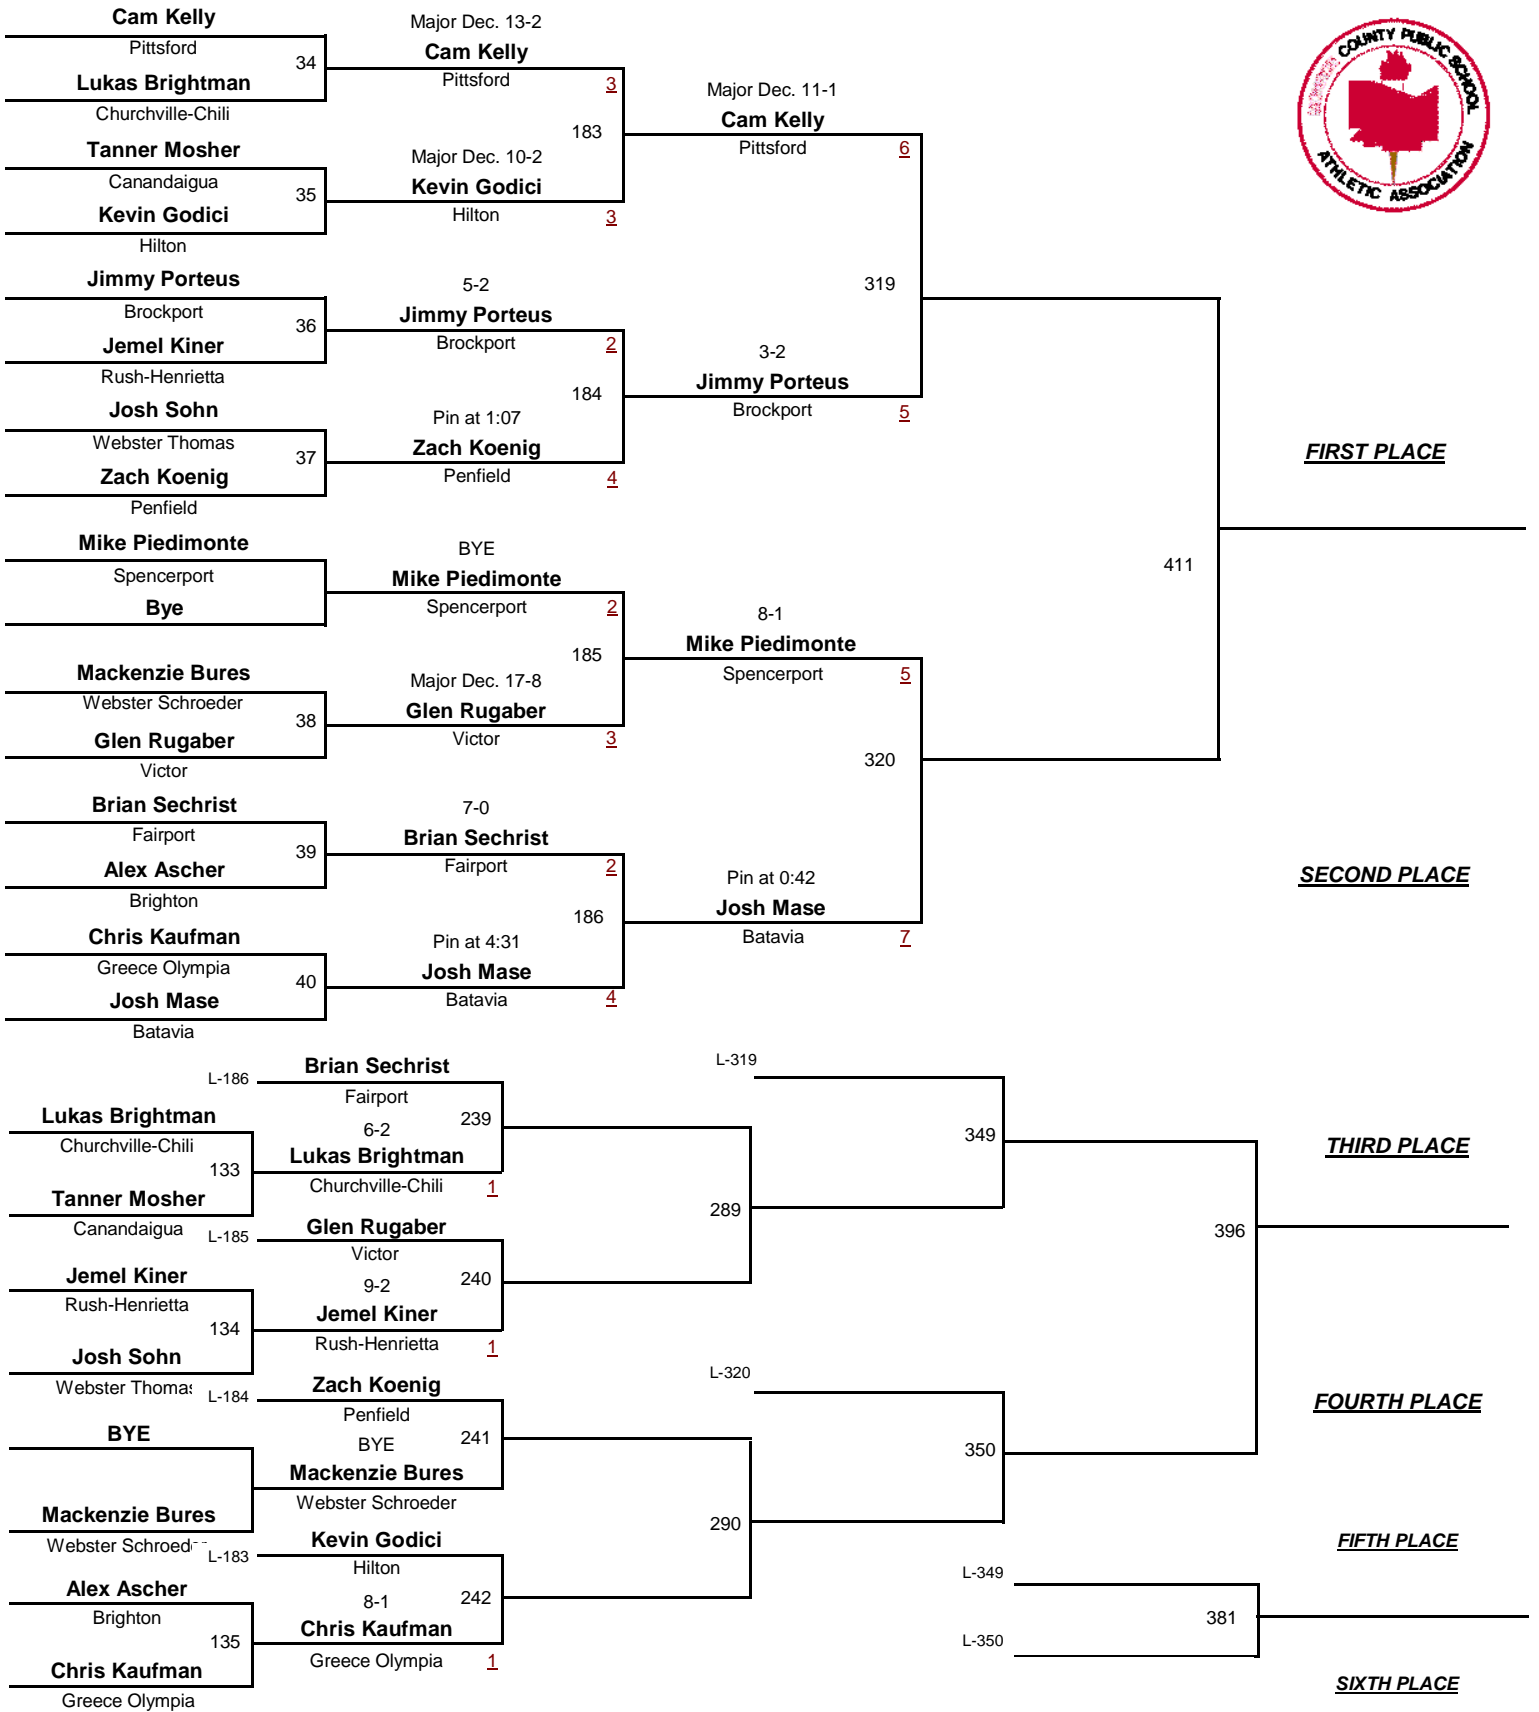 Cam Kelly
Pittsford
34
Lukas Brightman
Churchville-Chili
Tanner Mosher
Canandaigua
35
Kevin Godici
Hilton
Jimmy Porteus
Brockport
36
Jemel Kiner
Rush-Henrietta
Josh Sohn
Webster Thomas
37
Zach Koenig
Penfield
Mike Piedimonte
Spencerport
Bye
Mackenzie Bures
Webster Schroeder
38
Glen Rugaber
Victor
Brian Sechrist
Fairport
39
Alex Ascher
Brighton
Chris Kaufman
Greece Olympia
40
Josh Mase
Batavia
Major Dec. 13-2
Cam Kelly
Pittsford
3
183
Major Dec. 10-2
Kevin Godici
Hilton
3
5-2
Jimmy Porteus
Brockport
2
184
Pin at 1:07
Zach Koenig
Penfield
4
BYE
Mike Piedimonte
Spencerport
2
185
Major Dec. 17-8
Glen Rugaber
Victor
3
7-0
Brian Sechrist
Fairport
2
186
Pin at 4:31
Josh Mase
Batavia
4
Major Dec. 11-1
Cam Kelly
Pittsford
6
319
3-2
Jimmy Porteus
Brockport
5
8-1
Mike Piedimonte
Spencerport
5
320
Pin at 0:42
Josh Mase
Batavia
7
411
COUNTY PUBLIC SCHOOL
ATHLETIC ASSOCIATION
FIRST PLACE
SECOND PLACE
Lukas Brightman
Churchville-Chili
133
Tanner Mosher
Canandaigua
Jemel Kiner
Rush-Henrietta
134
Josh Sohn
Webster Thomas
BYE
Mackenzie Bures
Webster Schroede
Alex Ascher
Brighton
135
Chris Kaufman
Greece Olympia
L-186
Brian Sechrist
Fairport
239
6-2
Lukas Brightman
Churchville-Chili
1
L-185
Glen Rugaber
Victor
240
9-2
Jemel Kiner
Rush-Henrietta
1
L-184
Zach Koenig
Penfield
241
BYE
Mackenzie Bures
Webster Schroeder
L-183
Kevin Godici
Hilton
242
8-1
Chris Kaufman
Greece Olympia
1
289
290
L-319
349
L-320
350
396
L-349
381
L-350
THIRD PLACE
FOURTH PLACE
FIFTH PLACE
SIXTH PLACE